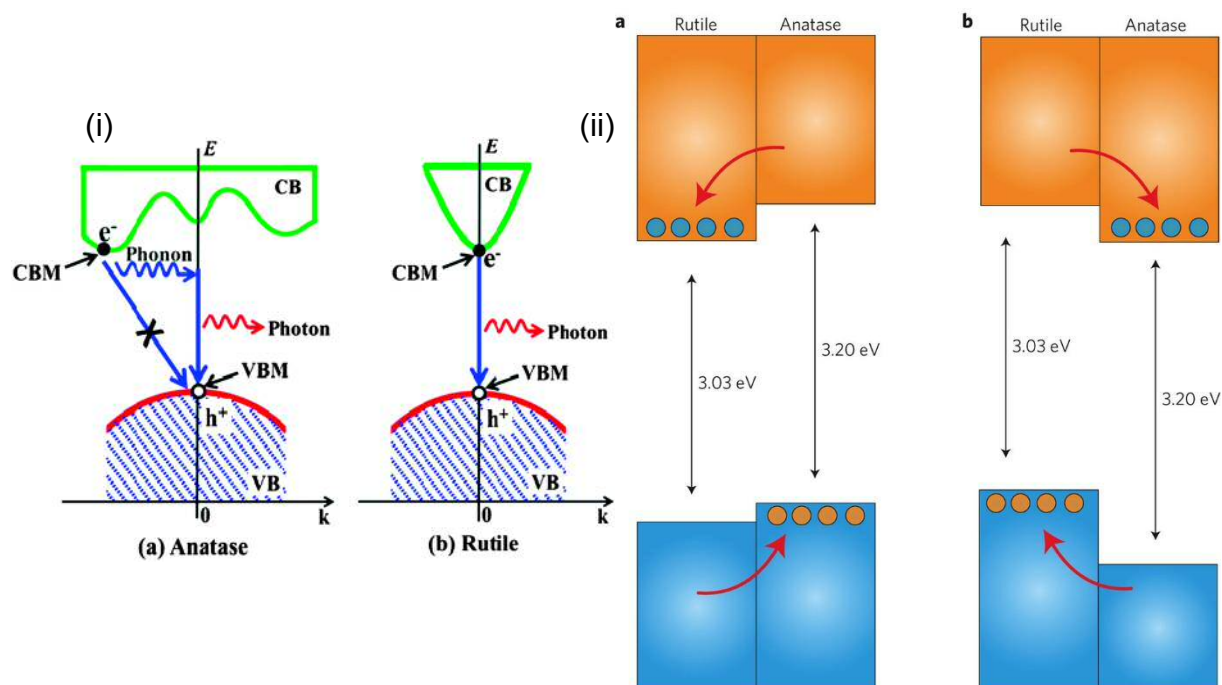 (i)
E
CB
e-
CBM
Phonon
Photon
VBM
h+
VB
0
k
(a) Anatase
E
CB
e-
CBM
Photon
VBM
h+
VB
0
k
(b) Rutile
(ii)
a
Rutile Anatase
3.03 eV
3.20 eV
b
Rutile Anatase
3.03 eV
3.20 eV